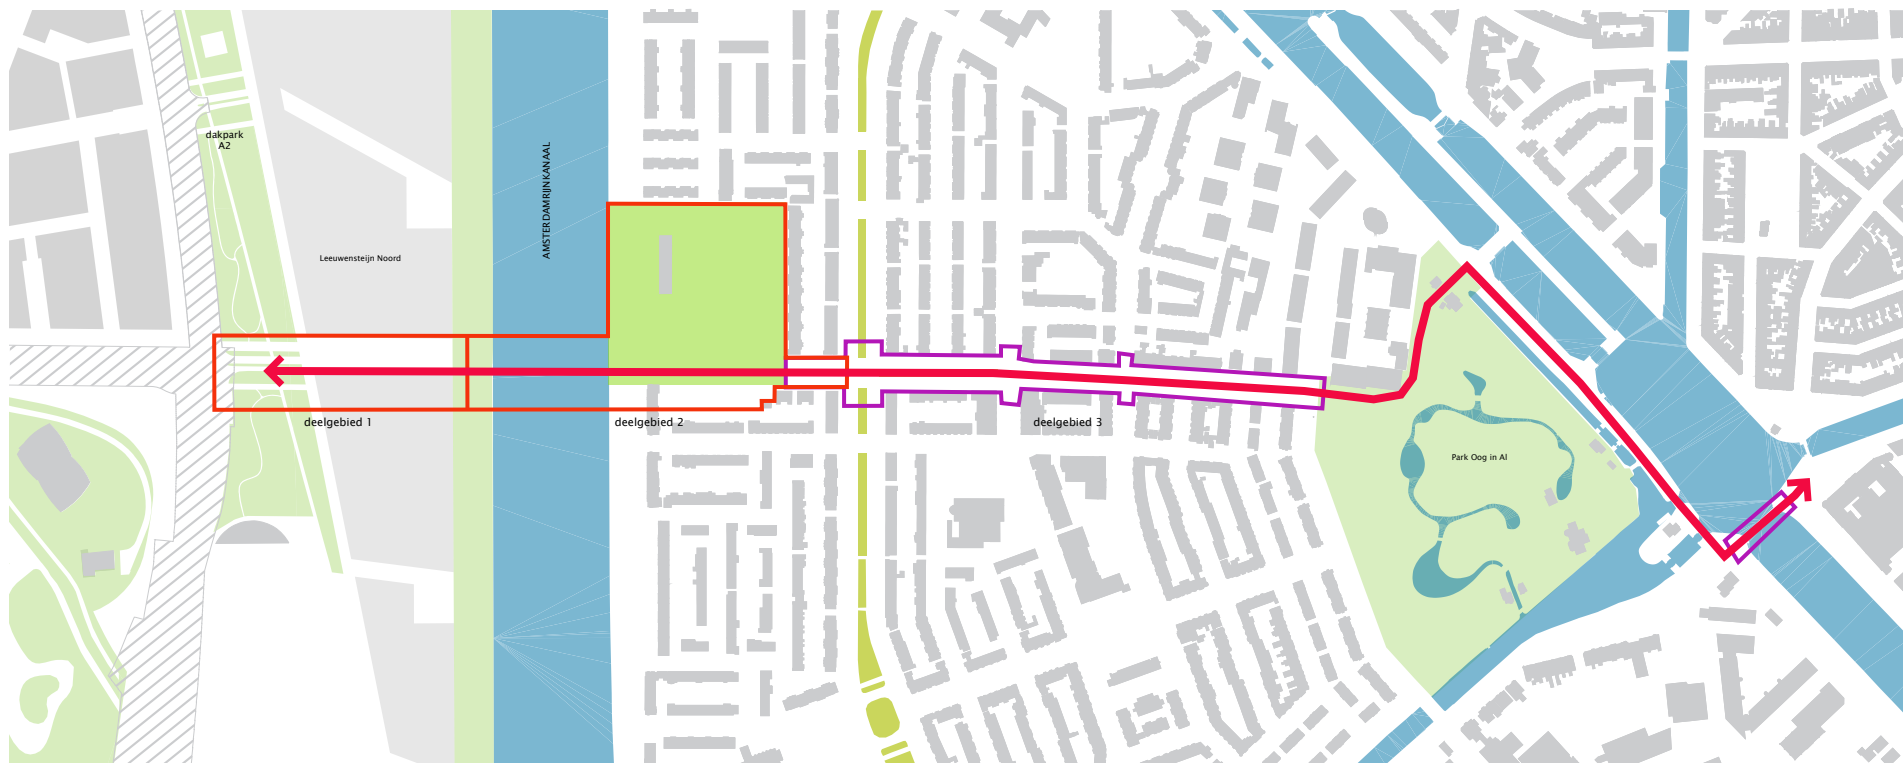 dakpark
A2
AMSTERDAMRIJNKANAAL
Leeuwensteijn Noord
deelgebied 1
deelgebied 2
deelgebied 3
Park Oog in Al